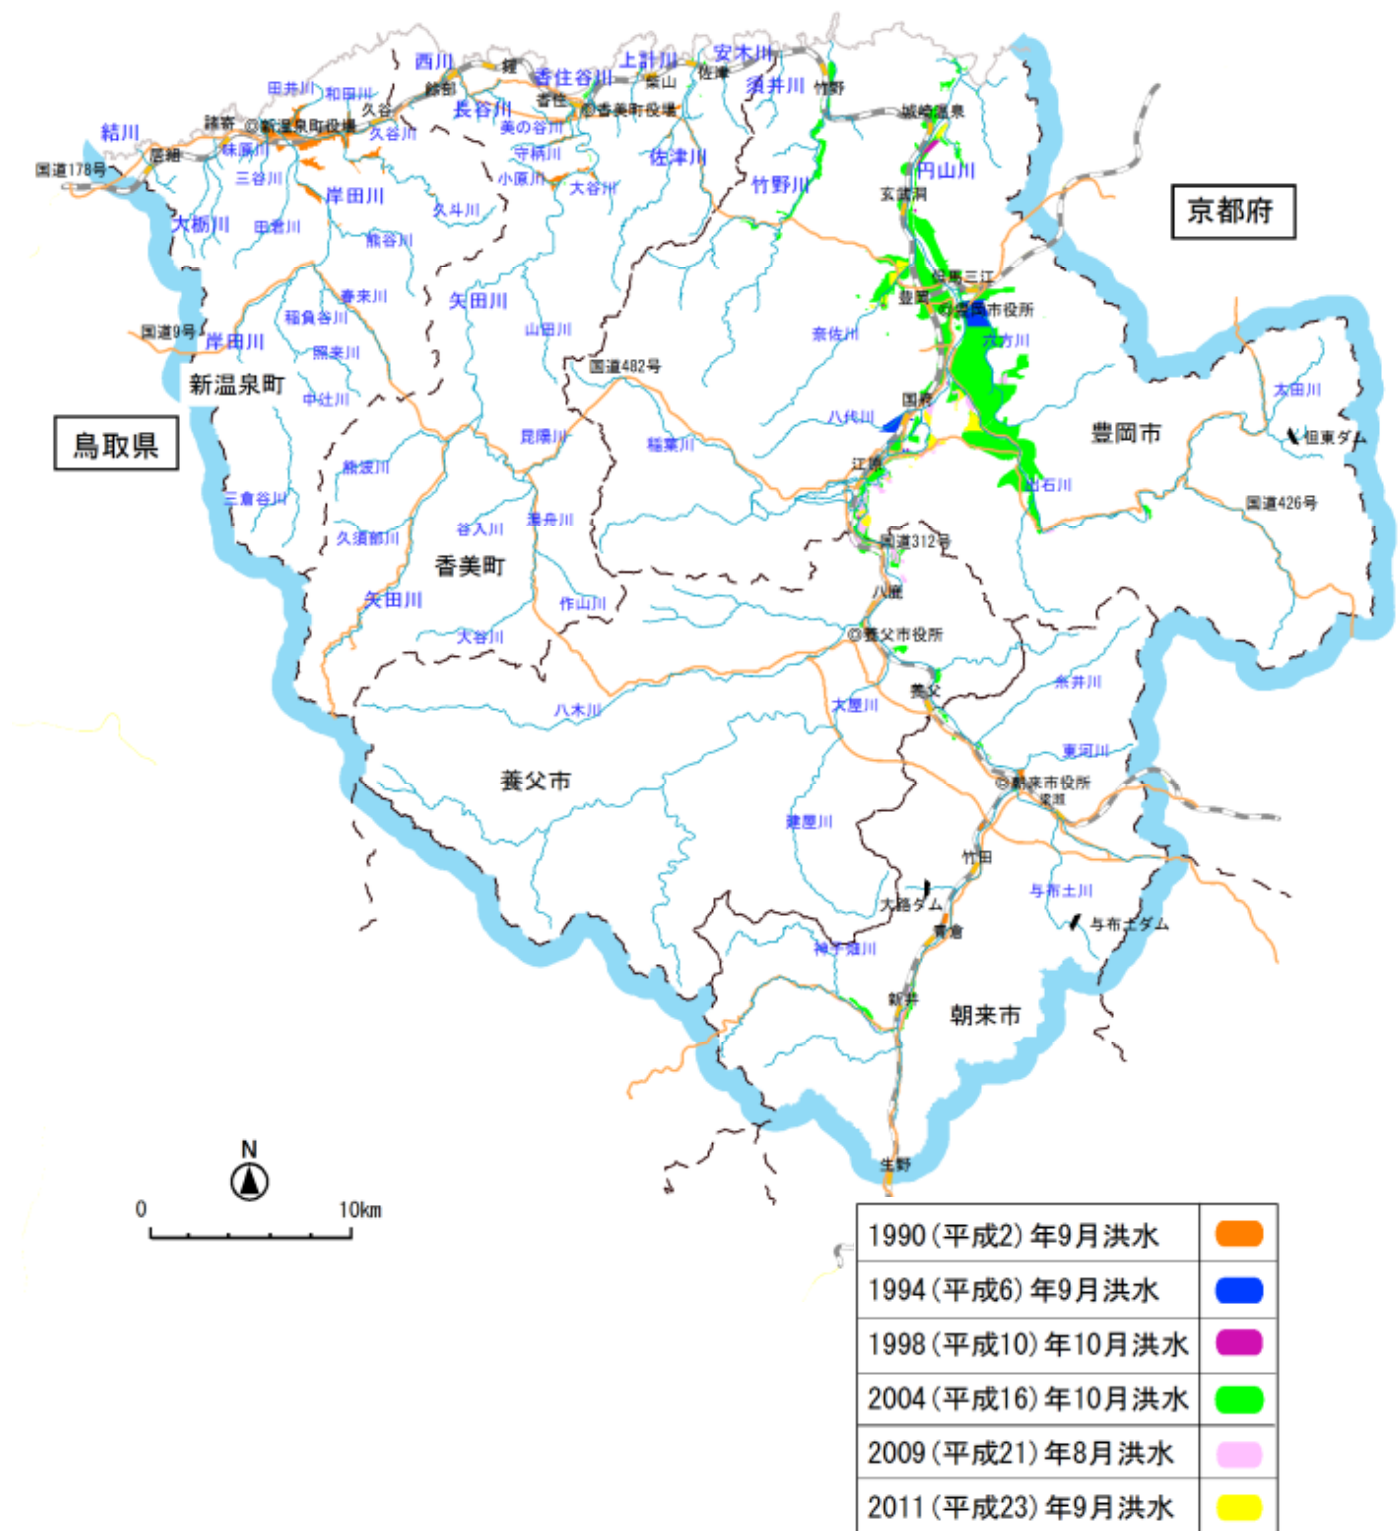 西川
鎧
上計川
安木川
佐津
香住谷川
柴山
須井川
竹野
餘部
田井川
和田川
久谷
長谷川
香住
◎香美町役場
城崎温泉
結川
諸寄
◎新温泉町役場
久谷川
美の谷川
居組
味原川
守柄川
佐津川
円山川
国道178号
三谷川
小原川
大谷川
竹野川
玄武洞
岸田川
久斗川
京都府
大栃川
田君川
熊谷川
但馬三江
春来川
矢田川
豊岡
◎豊岡市役所
稲負谷川
山田川
奈佐川
六方川
国道9号
岸田川
照来川
国道482号
新温泉町
中辻川
国府
太田川
八代川
鳥取県
昆陽川
稲葉川
豊岡市
但東ダム
熊波川
江原
三倉谷川
出石川
国道426号
谷入川
湯舟川
久須部川
国道312号
香美町
八鹿
矢田川
作山川
大谷川
◎養父市役所
糸井川
養父
八木川
大屋川
東河川
養父市
◎朝来市役所
梁瀬
建屋川
竹田
与布土川
大路ダム
与布土ダム
青倉
神子畑川
新井
朝来市
生野
N
0 10km
1990(平成2)年9月洪水
1994(平成6)年9月洪水
1998(平成10)年10月洪水
2004(平成16)年10月洪水
2009(平成21)年8月洪水
2011(平成23)年9月洪水